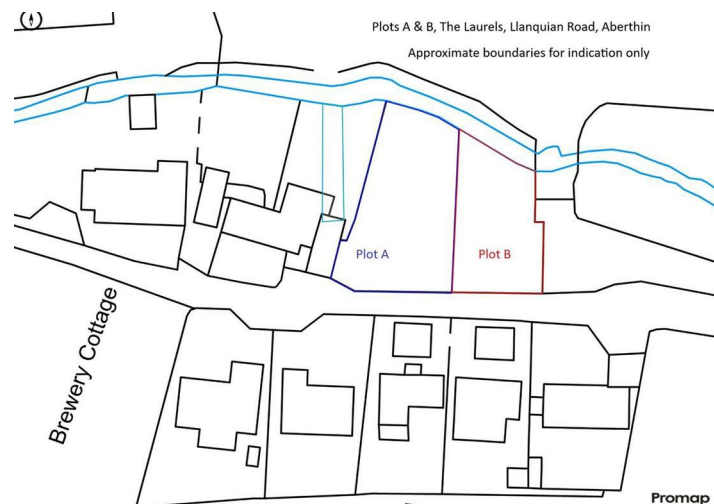 Plots A & B, The Laurels, Llanquian Road, Aberthin
Approximate boundaries for indication only
Plot A
Plot B
Brewery Cottage
Promap